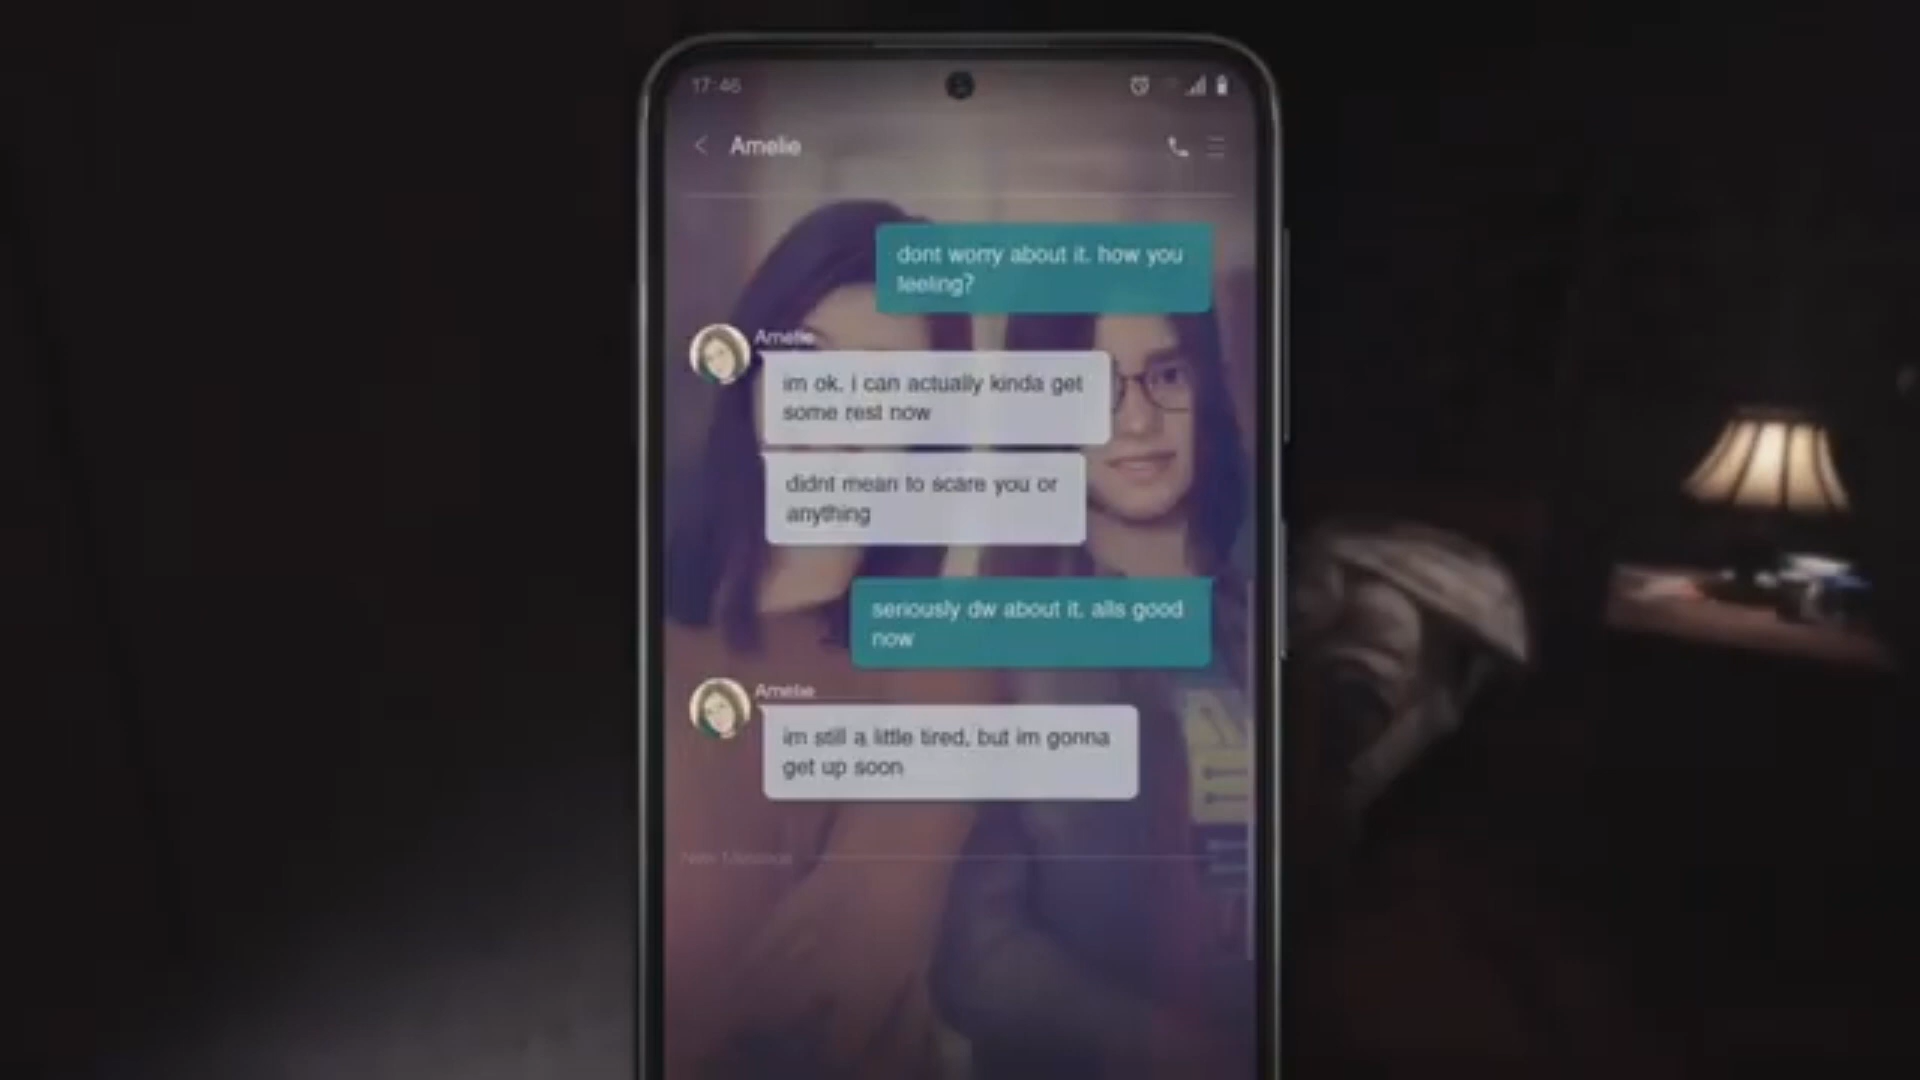 17:46
Amelie
dont worry about it. how you
feeling?
Amelie
im ok. i can actually kinda get
some rest now
didnt mean to scare you or
anything
seriously dw about it. alls good
now
Amelie
im still a little tired, but im gonna
get up soon
New Message